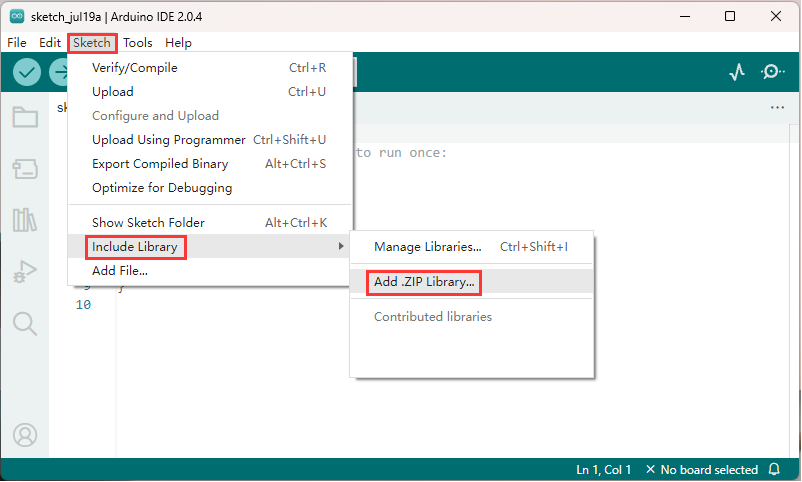 sketch_jul19a | Arduino IDE 2.0.4
File Edit Sketch Tools Help
Verify/Compile Ctrl+R
Upload Ctrl+U
Configure and Upload
Upload Using Programmer Ctrl+Shift+U
Export Compiled Binary Alt+Ctrl+S
Optimize for Debugging
Show Sketch Folder Alt+Ctrl+K
Include Library
Add File...
to run once:
Manage Libraries... Ctrl+Shift+I
Add .ZIP Library...
Contributed libraries
9 }
10
Ln 1, Col 1 No board selected